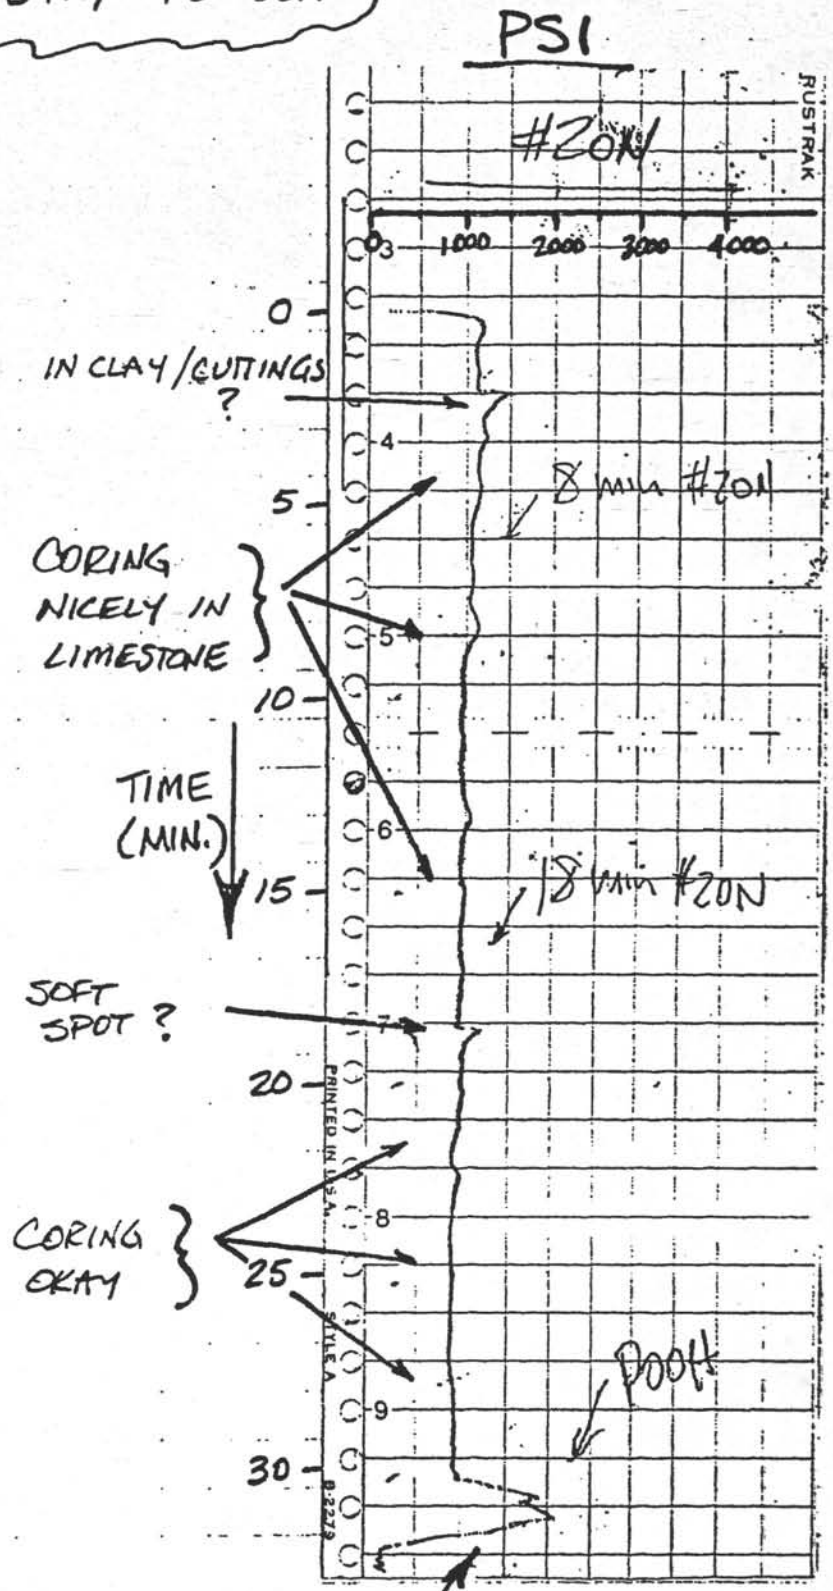 PSI
RUSTRAK
#20N
0 1000 2000 3000 4000
3
0
IN CLAY/CUTTINGS
?
4
8 min #20N
5
CORING
NICELY IN
LIMESTONE
5
10
TIME
(MIN.)
6
18 min #20N
15
SOFT
SPOT ?
7
20
PRINTED IN U.S.A.
8
CORING
OKAY
25
STYLE A
POOH
9
30